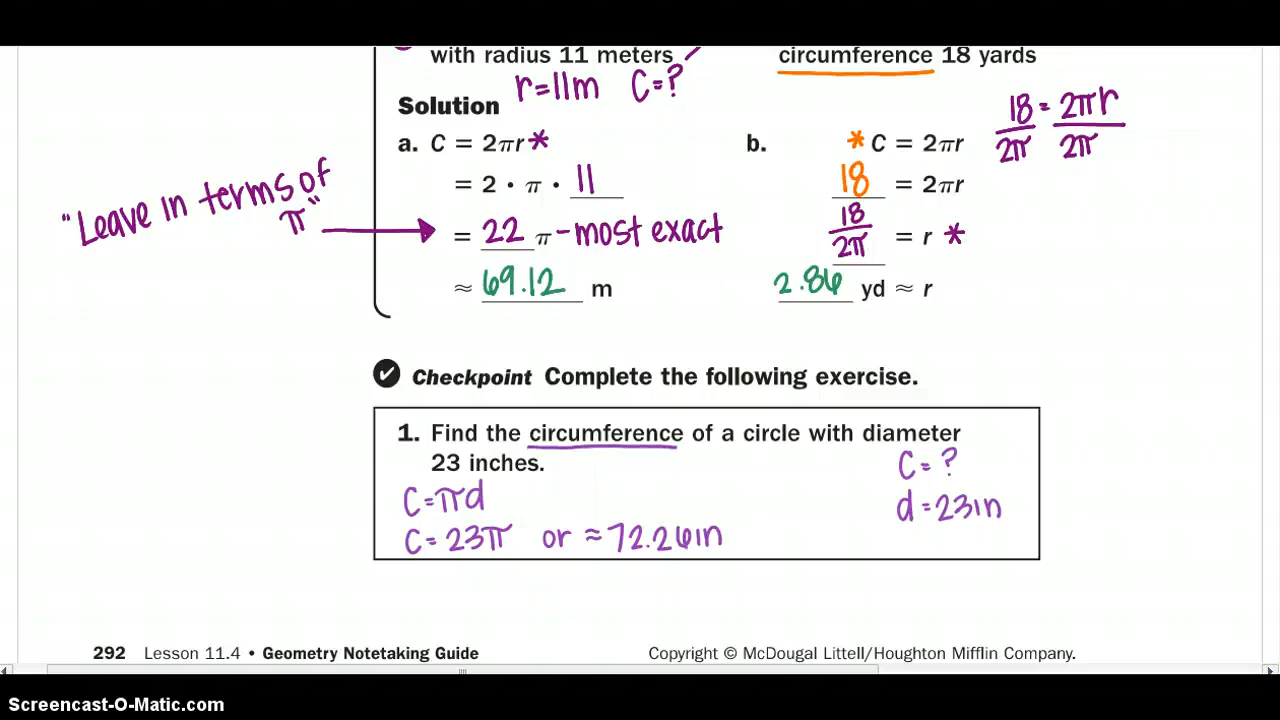 with radius 11 meters
circumference 18 yards
r=11m C=?
Solution
18 = 2πr
2π 2π
a. C = 2πr*
b. *C = 2πr
= 2 · π · 11
18 = 2πr
"Leave in terms of
π"
= 22 π - most exact
18
2π = r *
≈ 69.12 m
2.86 yd ≈ r
Checkpoint Complete the following exercise.
1. Find the circumference of a circle with diameter
23 inches.
C= ?
C=πd
d=23in
C= 23π or ≈72.26in
292 Lesson 11.4 • Geometry Notetaking Guide
Copyright © McDougal Littell/Houghton Mifflin Company.
Screencast-O-Matic.com